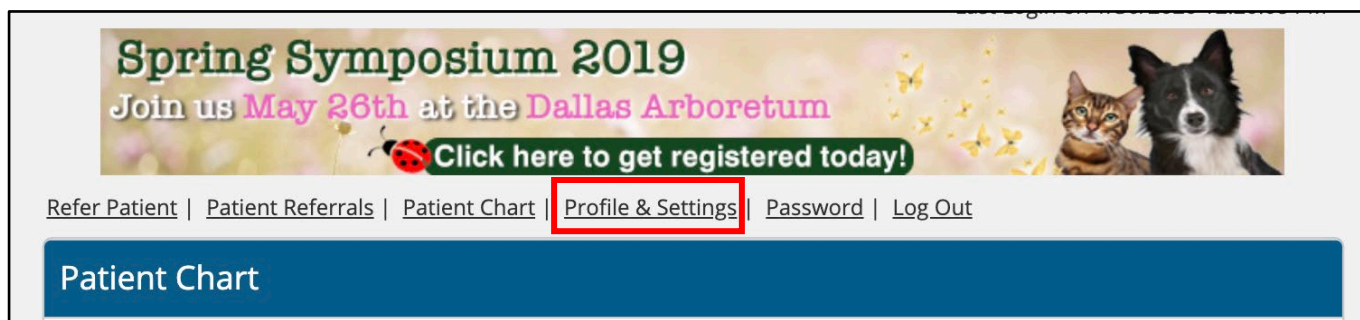 Spring Symposium 2019
Join us May 26th at the Dallas Arboretum
Click here to get registered today!
Refer Patient | Patient Referrals | Patient Chart | Profile & Settings | Password | Log Out
Patient Chart